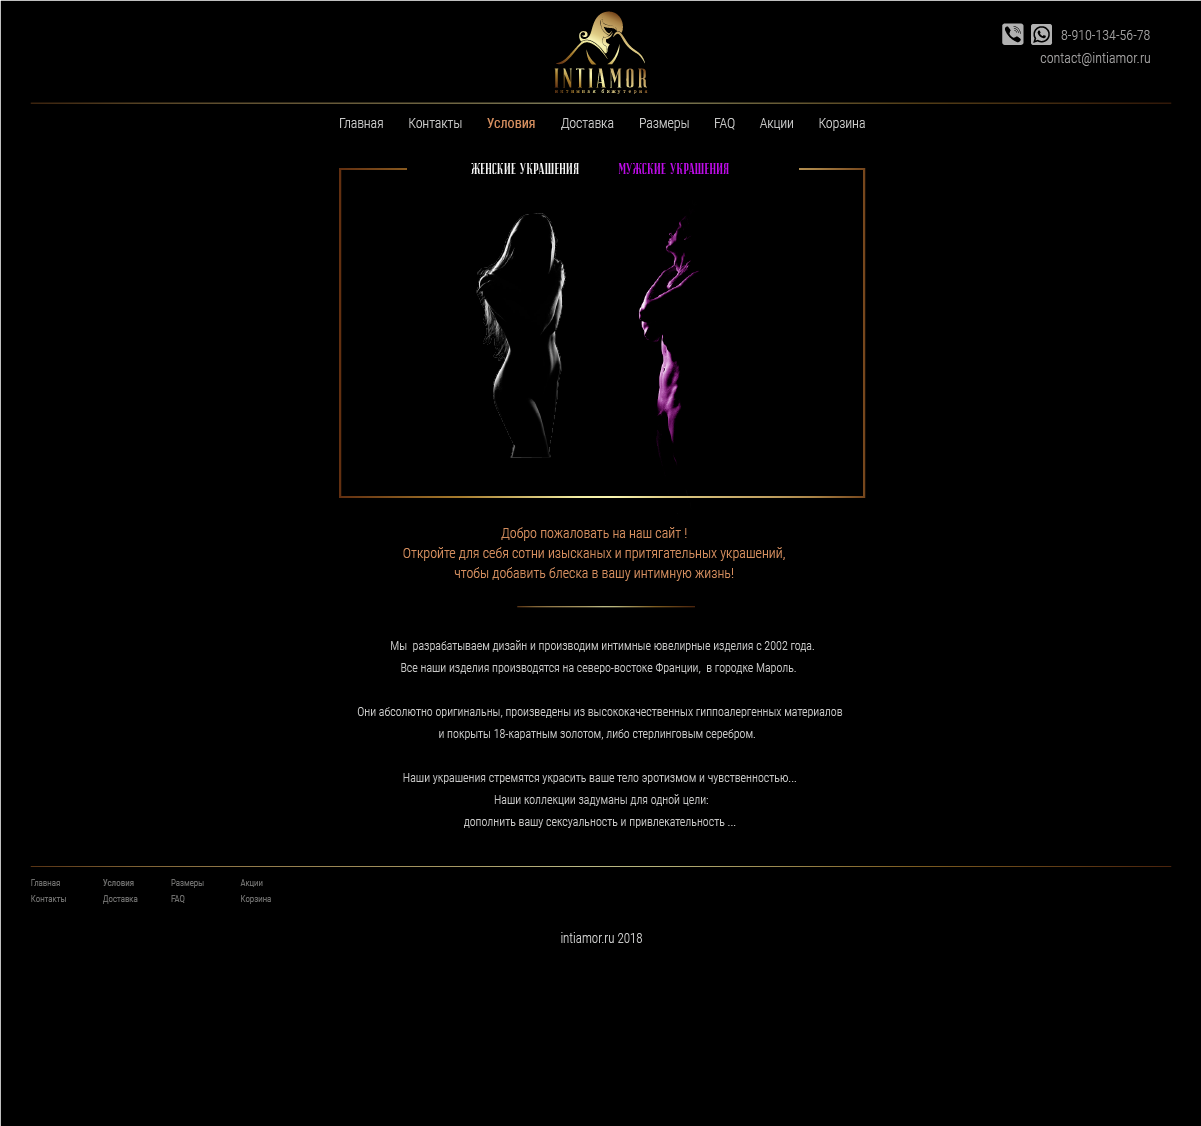 INTIAMOR
интимная бижутерия
8-910-134-56-78
contact@intiamor.ru
Главная Контакты Условия Доставка Размеры FAQ Акции Корзина
ЖЕНСКИЕ УКРАШЕНИЯ МУЖСКИЕ УКРАШЕНИЯ
Добро пожаловать на наш сайт !
Откройте для себя сотни изысканых и притягательных украшений,
чтобы добавить блеска в вашу интимную жизнь!
Мы разрабатываем дизайн и производим интимные ювелирные изделия с 2002 года.
Все наши изделия производятся на северо-востоке Франции, в городке Мароль.
Они абсолютно оригинальны, произведены из высококачественных гиппоалергенных материалов
и покрыты 18-каратным золотом, либо стерлинговым серебром.
Наши украшения стремятся украсить ваше тело эротизмом и чувственностью...
Наши коллекции задуманы для одной цели:
дополнить вашу сексуальность и привлекательность ...
Главная Условия Размеры Акции
Контакты Доставка FAQ Корзина
intiamor.ru 2018